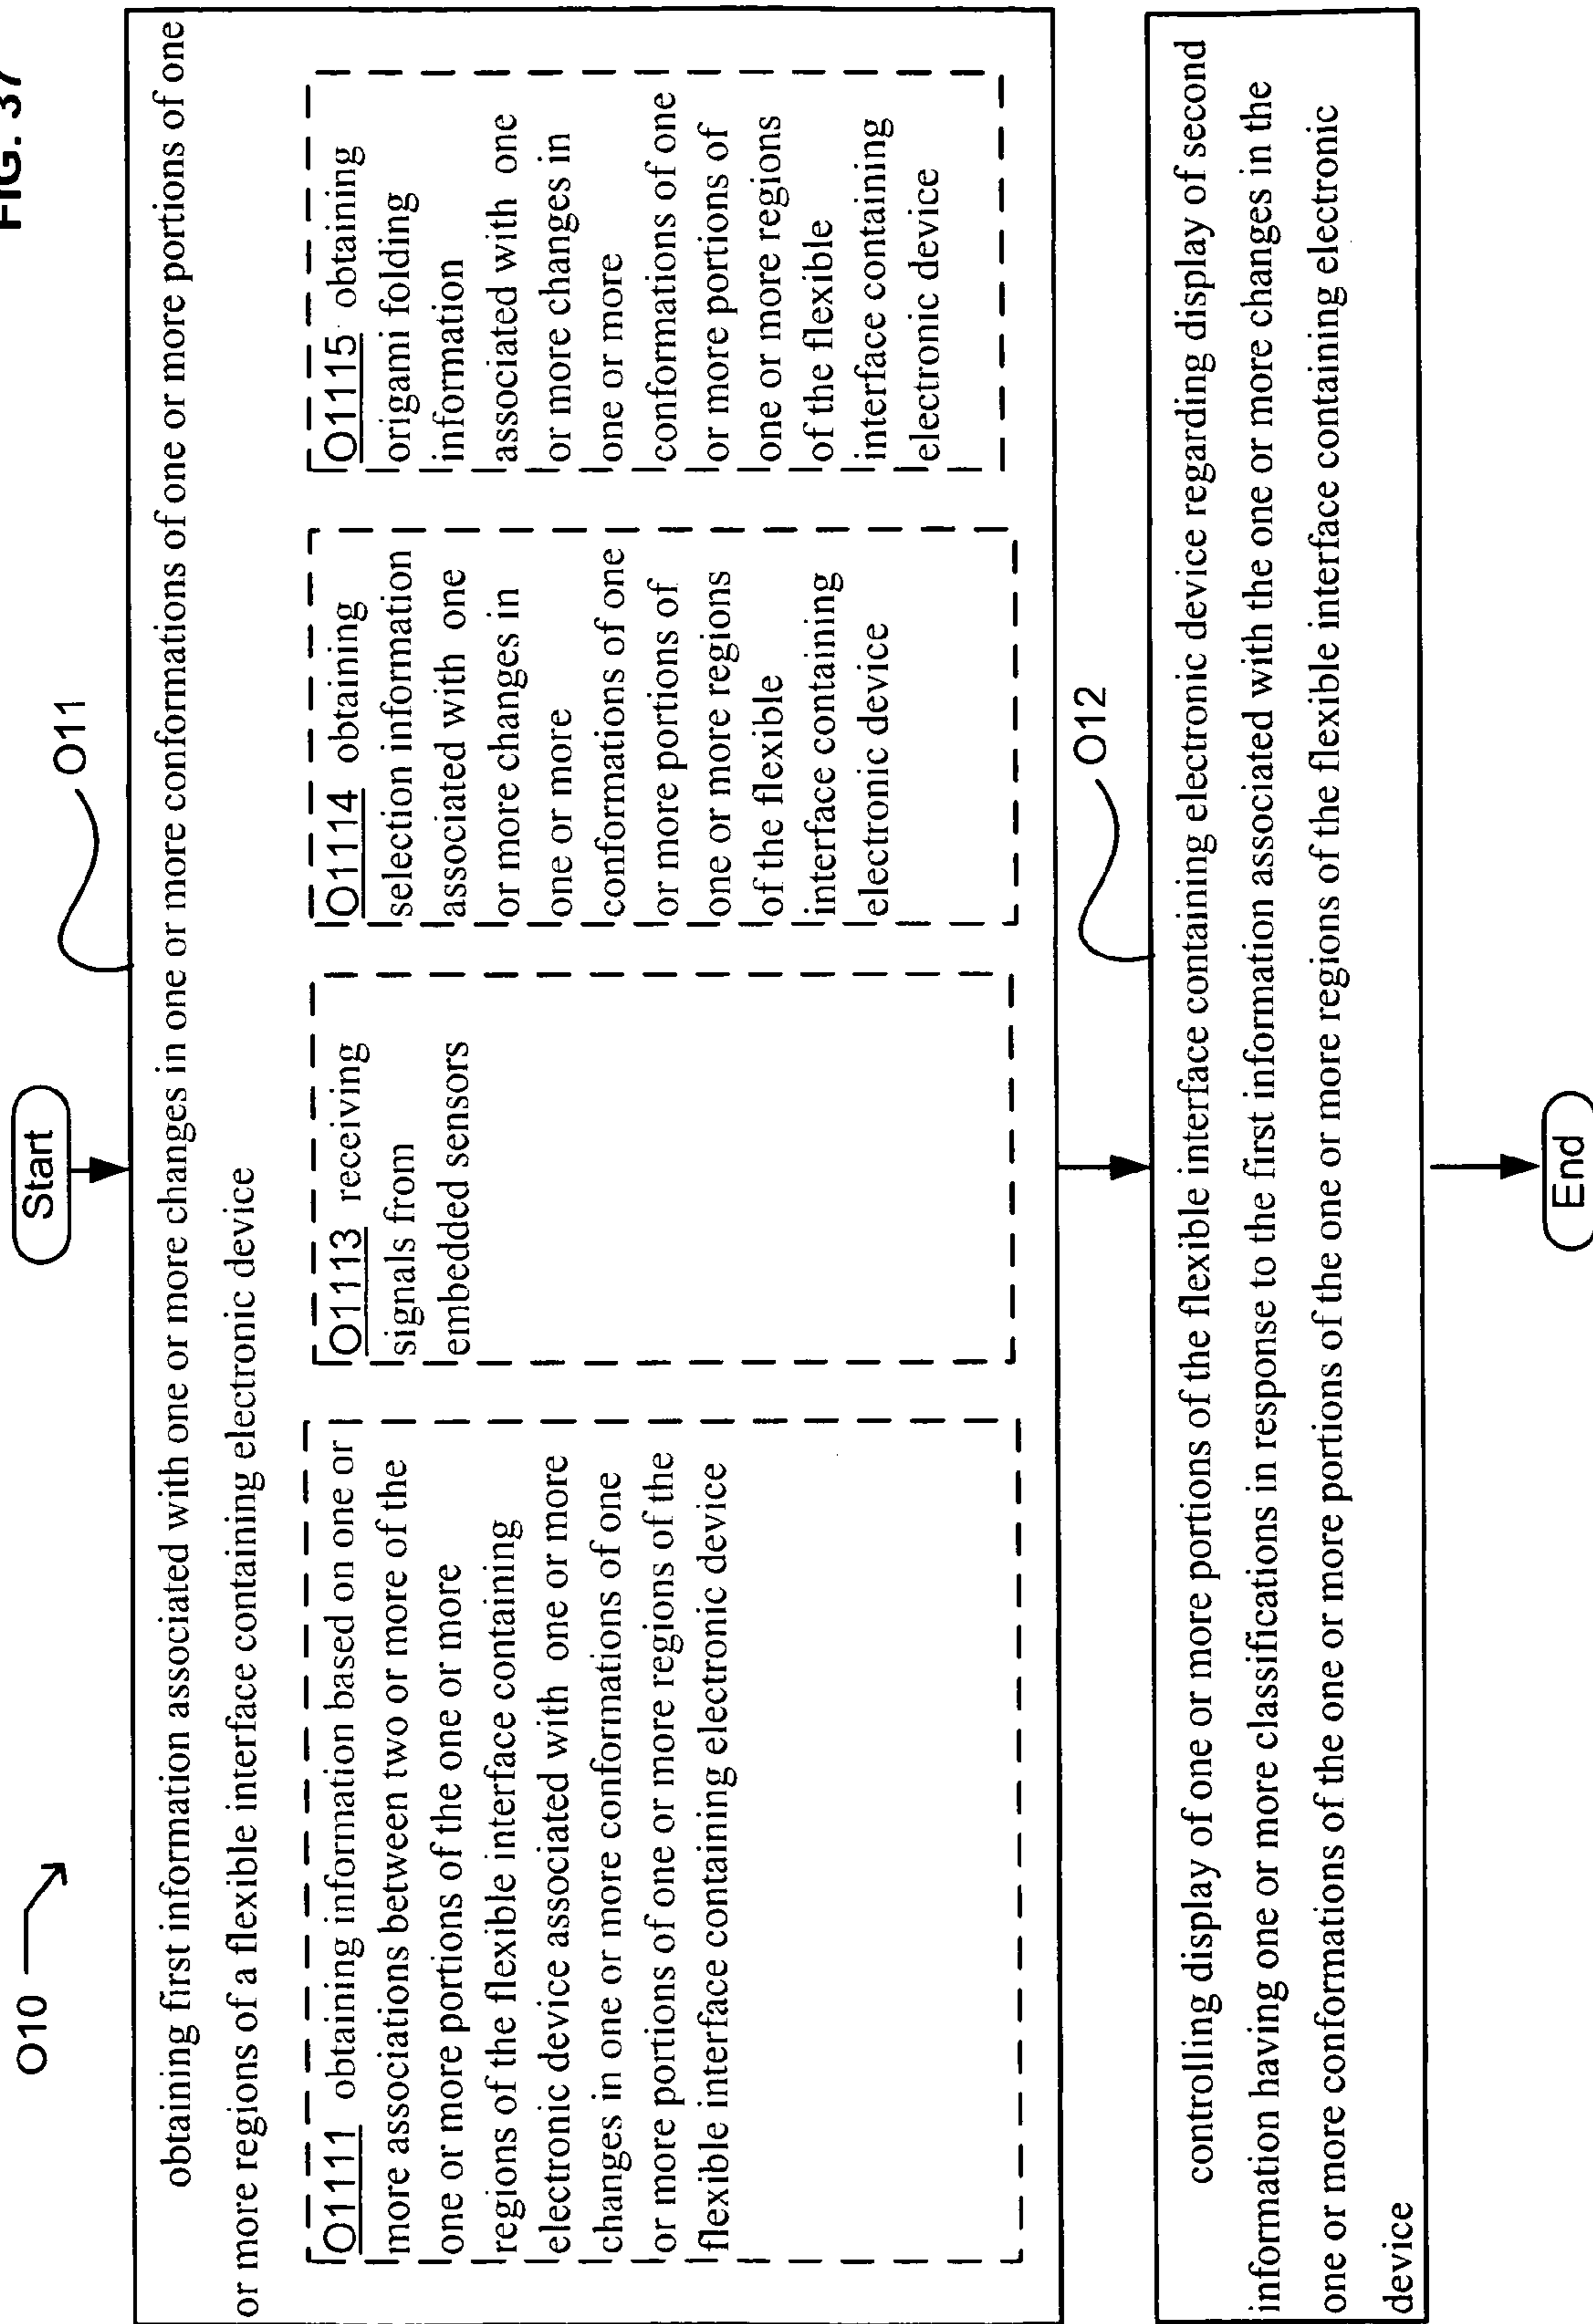 FIG. 37
O10
Start
O11
obtaining first information associated with one or more changes in one or more conformations of one or more portions of one
or more regions of a flexible interface containing electronic device
O1111 obtaining information based on one or
more associations between two or more of the
one or more portions of the one or more
regions of the flexible interface containing
electronic device associated with one or more
changes in one or more conformations of one
or more portions of one or more regions of the
flexible interface containing electronic device
O1113 receiving
signals from
embedded sensors
O1114 obtaining
selection information
associated with one
or more changes in
one or more
conformations of one
or more portions of
one or more regions
of the flexible
interface containing
electronic device
O1115 obtaining
origami folding
information
associated with one
or more changes in
one or more
conformations of one
or more portions of
one or more regions
of the flexible
interface containing
electronic device
O12
controlling display of one or more portions of the flexible interface containing electronic device regarding display of second
information having one or more classifications in response to the first information associated with the one or more changes in the
one or more conformations of the one or more portions of the one or more regions of the flexible interface containing electronic
device
End